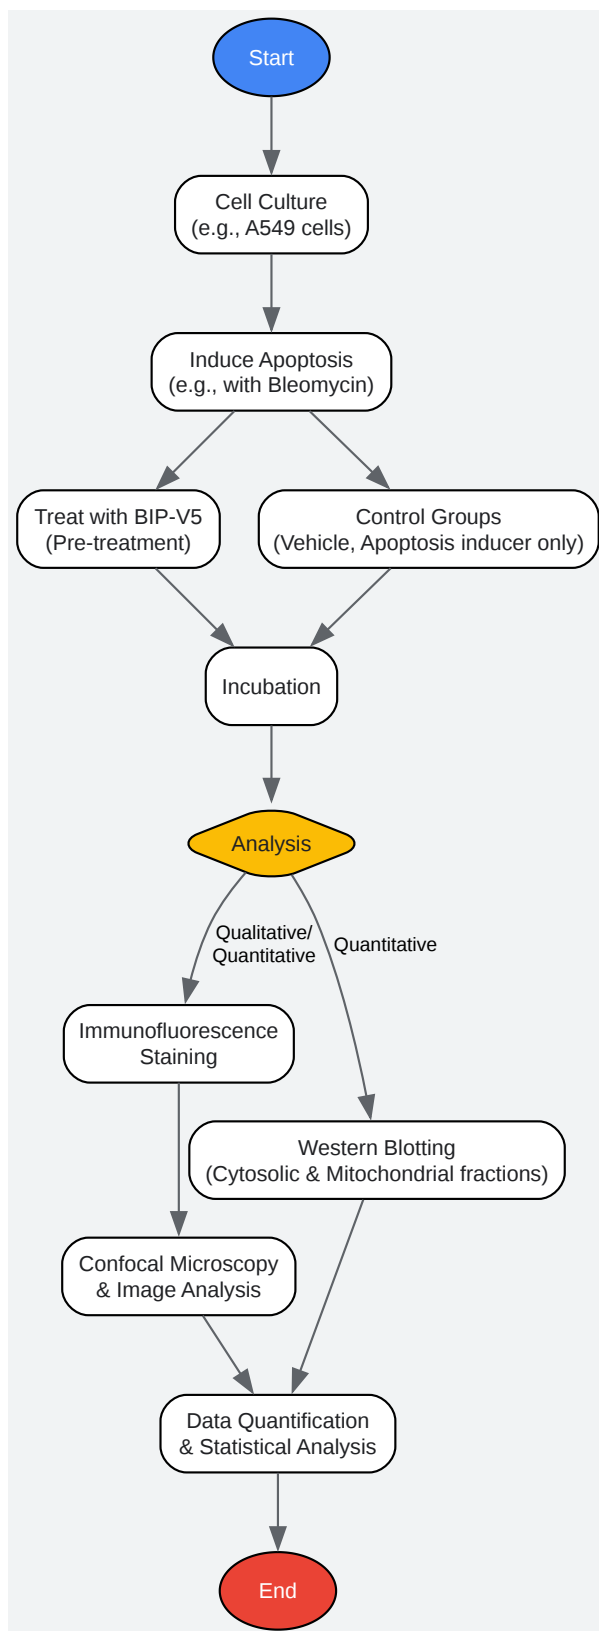 Start
Cell Culture
(e.g., A549 cells)
Induce Apoptosis
(e.g., with Bleomycin)
Treat with BIP-V5
(Pre-treatment)
Control Groups
(Vehicle, Apoptosis inducer only)
Incubation
Analysis
Qualitative/
Quantitative
Quantitative
Immunofluorescence
Staining
Western Blotting
(Cytosolic & Mitochondrial fractions)
Confocal Microscopy
& Image Analysis
Data Quantification
& Statistical Analysis
End